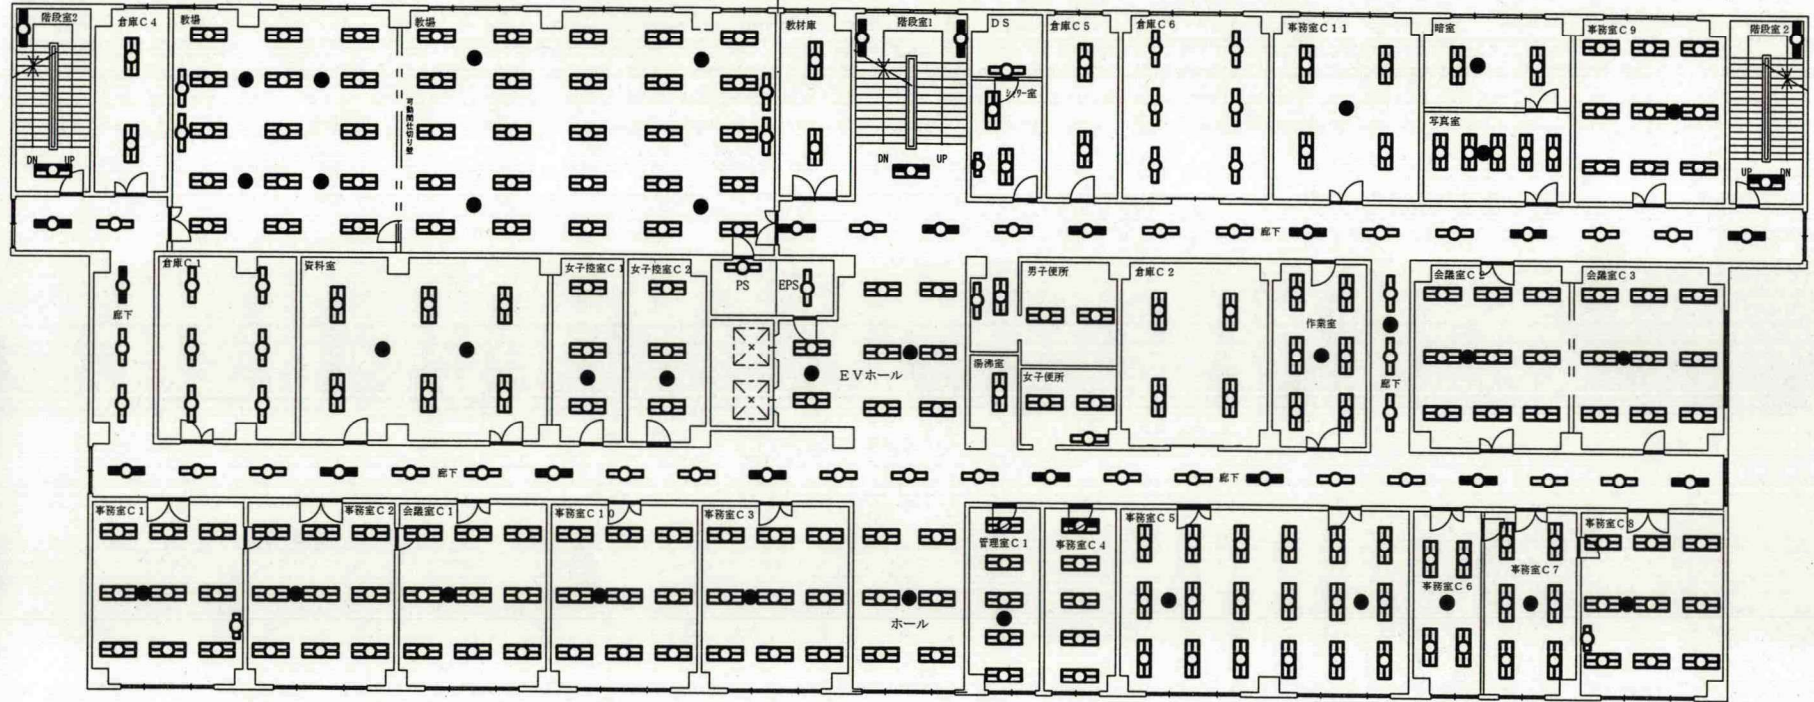 階段室2
倉庫C4
教場
教場
教材庫
階段室1
DS
倉庫C5
倉庫C6
事務室C11
暗室
事務室C9
階段室2
可動間仕切り壁
写真室
DN UP
DN UP
UP DN
廊下
倉庫C1
資料室
女子控室C1
女子控室C2
PS
EPS
男子便所
倉庫C2
作業室
会議室C2
会議室C3
廊下
EVホール
湯沸室
女子便所
廊下
廊下
廊下
事務室C1
事務室C2
会議室C1
事務室C10
事務室C3
ホール
管理室C1
事務室C4
事務室C5
事務室C6
事務室C7
事務室C8